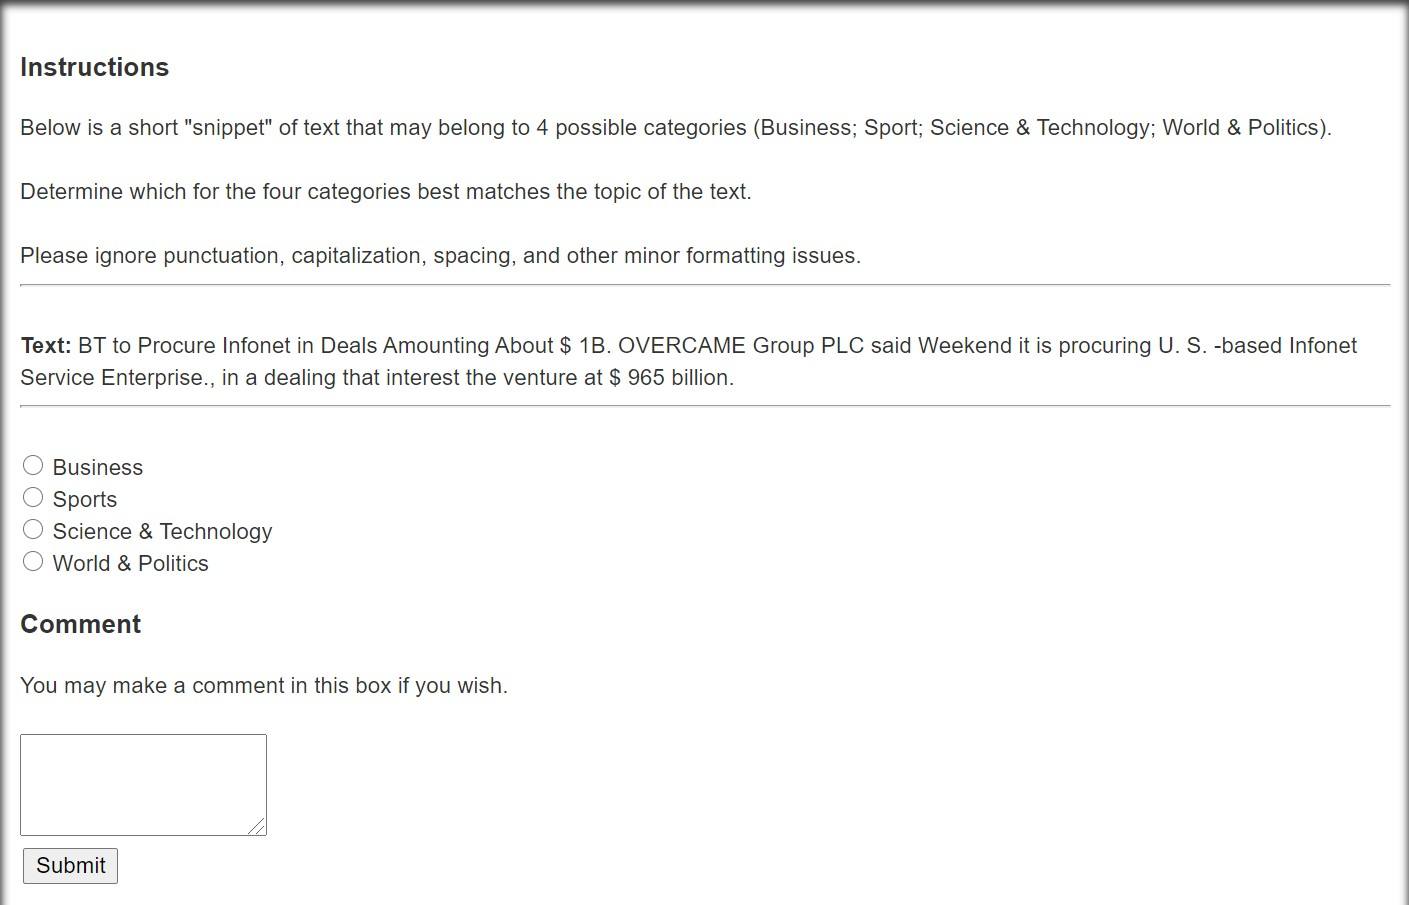 Instructions
Below is a short "snippet" of text that may belong to 4 possible categories (Business; Sport; Science & Technology; World & Politics).
Determine which for the four categories best matches the topic of the text.
Please ignore punctuation, capitalization, spacing, and other minor formatting issues.
Text: BT to Procure Infonet in Deals Amounting About $ 1B. OVERCAME Group PLC said Weekend it is procuring U. S. -based Infonet
Service Enterprise., in a dealing that interest the venture at $ 965 billion.
Business
Sports
Science & Technology
World & Politics
Comment
You may make a comment in this box if you wish.
Submit